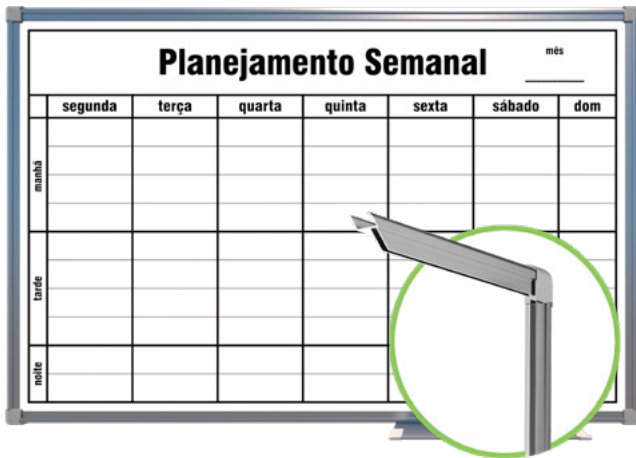 Planejamento Semanal
mês
segunda terça quarta quinta sexta sábado dom
manhã
tarde
noite